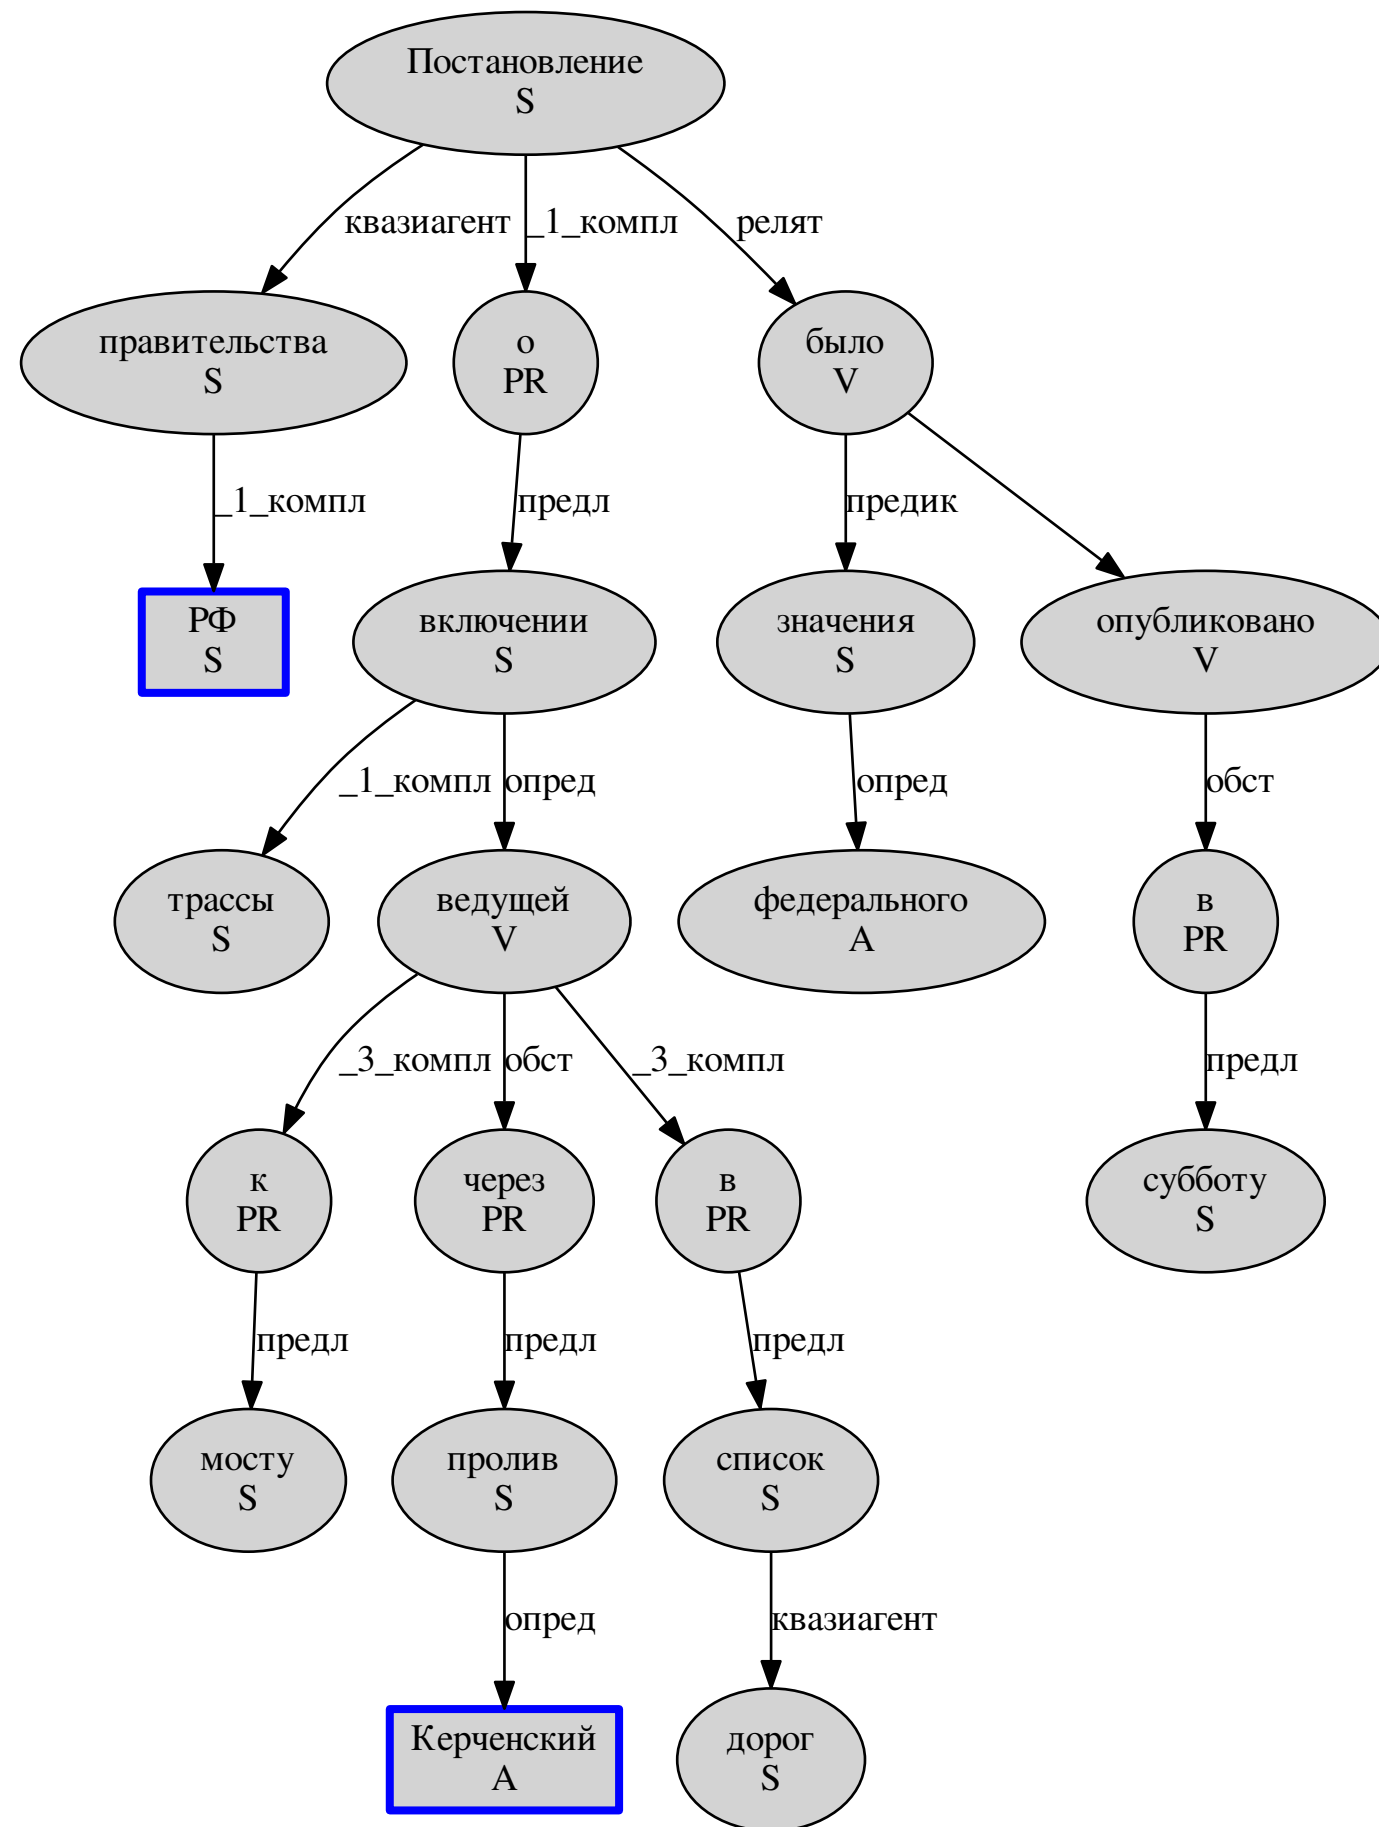 Постановление
S
квазиагент
_1_компл
релят
правительства
S
о
PR
было
V
_1_компл
предл
предик
РФ
S
включении
S
значения
S
опубликовано
V
_1_компл
опред
опред
обст
трассы
S
ведущей
V
федерального
A
в
PR
_3_компл
обст
_3_компл
предл
к
PR
через
PR
в
PR
субботу
S
предл
предл
предл
мосту
S
пролив
S
список
S
опред
квазиагент
Керченский
A
дорог
S